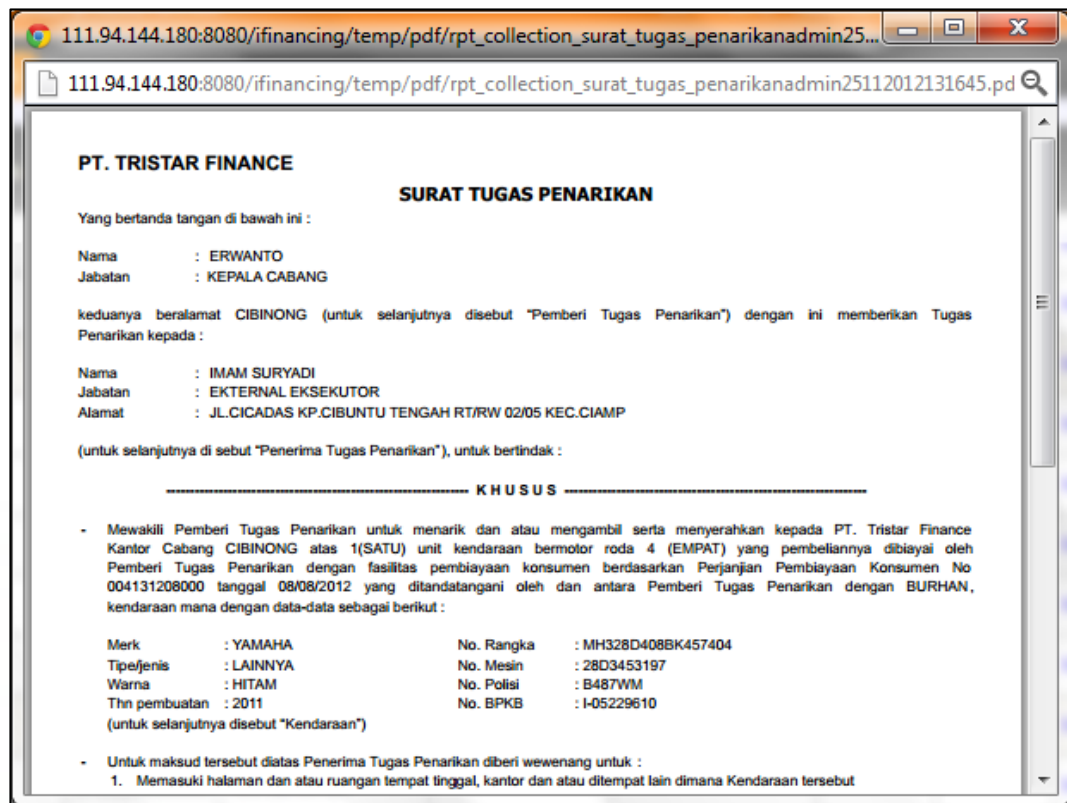 111.94.144.180:8080/ifinancing/temp/pdf/rpt_collection_surat_tugas_penarikanadmin25...
111.94.144.180:8080/ifinancing/temp/pdf/rpt_collection_surat_tugas_penarikanadmin25112012131645.pd
PT. TRISTAR FINANCE
SURAT TUGAS PENARIKAN
Yang bertanda tangan di bawah ini :
Nama : ERWANTO
Jabatan : KEPALA CABANG
keduanya beralamat CIBINONG (untuk selanjutnya disebut "Pemberi Tugas Penarikan") dengan ini memberikan Tugas
Penarikan kepada :
Nama : IMAM SURYADI
Jabatan : EKTERNAL EKSEKUTOR
Alamat : JL.CICADAS KP.CIBUNTU TENGAH RT/RW 02/05 KEC.CIAMP
(untuk selanjutnya di sebut "Penerima Tugas Penarikan"), untuk bertindak :
---------------------------------------------------------------- K H U S U S ----------------------------------------------------------------
- Mewakili Pemberi Tugas Penarikan untuk menarik dan atau mengambil serta menyerahkan kepada PT. Tristar Finance
Kantor Cabang CIBINONG atas 1(SATU) unit kendaraan bermotor roda 4 (EMPAT) yang pembeliannya dibiayai oleh
Pemberi Tugas Penarikan dengan fasilitas pembiayaan konsumen berdasarkan Perjanjian Pembiayaan Konsumen No
004131208000 tanggal 08/08/2012 yang ditandatangani oleh dan antara Pemberi Tugas Penarikan dengan BURHAN,
kendaraan mana dengan data-data sebagai berikut :
Merk : YAMAHA No. Rangka : MH328D408BK457404
Tipe/jenis : LAINNYA No. Mesin : 28D3453197
Warna : HITAM No. Polisi : B487WM
Thn pembuatan : 2011 No. BPKB : I-05229610
(untuk selanjutnya disebut "Kendaraan")
- Untuk maksud tersebut diatas Penerima Tugas Penarikan diberi wewenang untuk :
1. Memasuki halaman dan atau ruangan tempat tinggal, kantor dan atau ditempat lain dimana Kendaraan tersebut